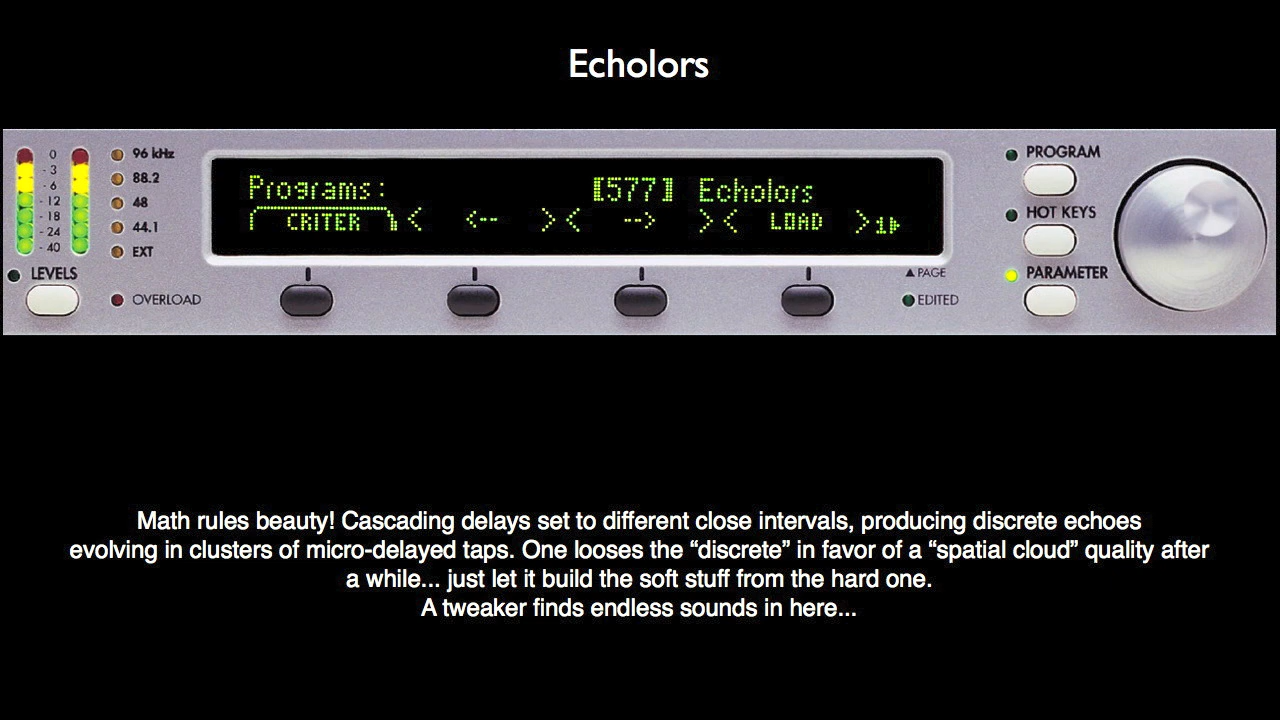 Echolors
0
- 3
- 6
- 12
- 18
- 24
- 40
LEVELS
96 kHz
88.2
48
44.1
EXT
OVERLOAD
Programs: [577] Echolors
CRITER < <-- > < --> > < LOAD > 1
▲ PAGE
EDITED
PROGRAM
HOT KEYS
PARAMETER
Math rules beauty! Cascading delays set to different close intervals, producing discrete echoes
evolving in clusters of micro-delayed taps. One looses the “discrete” in favor of a “spatial cloud” quality after
a while... just let it build the soft stuff from the hard one.
A tweaker finds endless sounds in here...